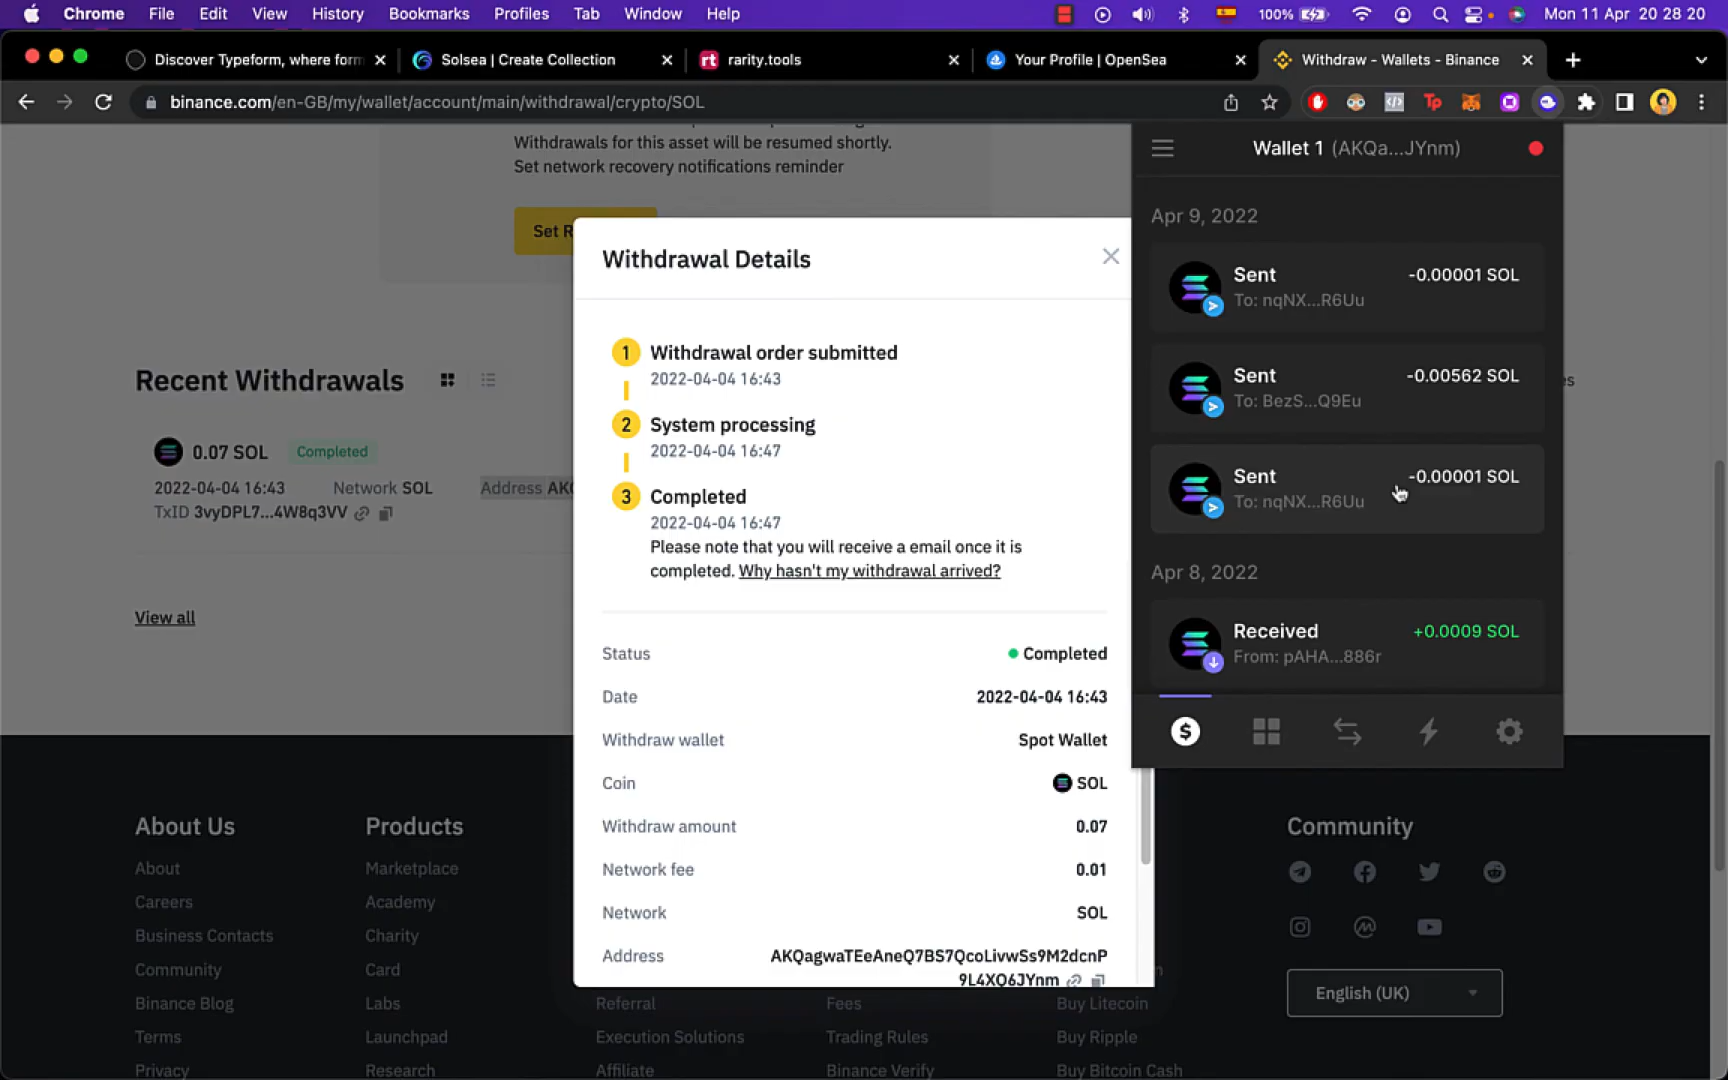 Chrome File Edit View History Bookmarks Profiles Tab Window Help 100% Mon 11 Apr 20 28 20
Discover Typeform, where form
Solsea | Create Collection
rt rarity.tools
Your Profile | OpenSea
Withdraw - Wallets - Binance
binance.com/en-GB/my/wallet/account/main/withdrawal/crypto/SOL
Tp
Withdrawals for this asset will be resumed shortly.
Set network recovery notifications reminder
Set R
Recent Withdrawals
0.07 SOL Completed
2022-04-04 16:43 Network SOL Address AKQ
TxID 3vyDPL7...4W8q3VV
View all
Withdrawal Details
1 Withdrawal order submitted
2022-04-04 16:43
2 System processing
2022-04-04 16:47
3 Completed
2022-04-04 16:47
Please note that you will receive a email once it is
completed. Why hasn't my withdrawal arrived?
Status Completed
Date 2022-04-04 16:43
Withdraw wallet Spot Wallet
Coin SOL
Withdraw amount 0.07
Network fee 0.01
Network SOL
Address AKQagwaTEeAneQ7BS7QcoLivwSs9M2dcnP
9L4XQ6JYnm
Wallet 1 (AKQa...JYnm)
Apr 9, 2022
Sent -0.00001 SOL
To: nqNX...R6Uu
Sent -0.00562 SOL
To: BezS...Q9Eu
Sent -0.00001 SOL
To: nqNX...R6Uu
Apr 8, 2022
Received +0.0009 SOL
From: pAHA...886r
$
About Us
About
Careers
Business Contacts
Community
Binance Blog
Terms
Privacy
Products
Marketplace
Academy
Charity
Card
Labs
Launchpad
Research
Referral
Execution Solutions
Affiliate
Fees
Trading Rules
Binance Verify
Buy Litecoin
Buy Ripple
Buy Bitcoin Cash
Community
English (UK)